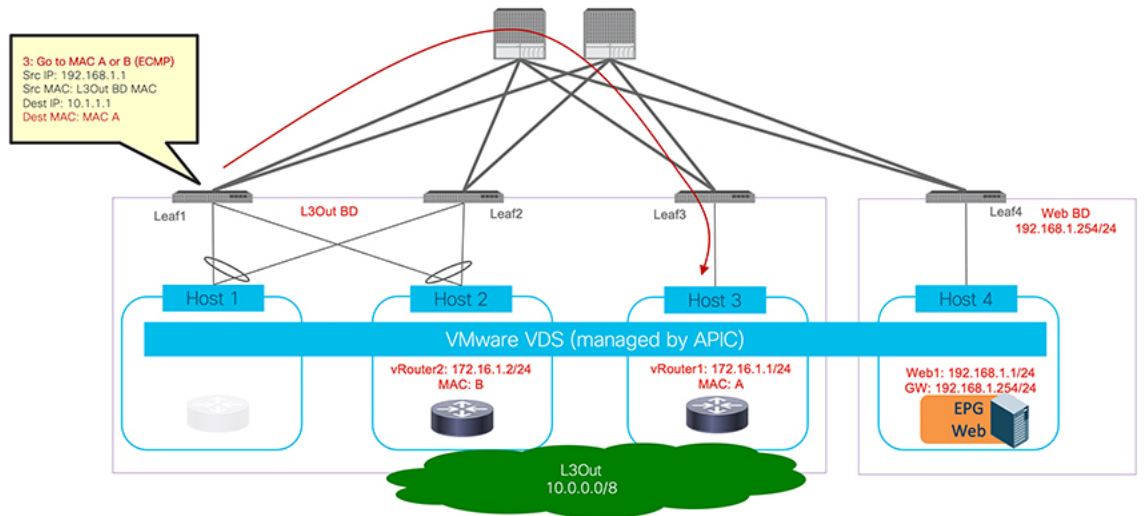 3: Go to MAC A or B (ECMP)
Src IP: 192.168.1.1
Src MAC: L3Out BD MAC
Dest IP: 10.1.1.1
Dest MAC: MAC A
Leaf1
L3Out BD
Leaf2
Leaf3
Leaf4
Web BD
192.168.1.254/24
Host 1
Host 2
Host 3
Host 4
VMware VDS (managed by APIC)
vRouter2: 172.16.1.2/24
MAC: B
vRouter1: 172.16.1.1/24
MAC: A
Web1: 192.168.1.1/24
GW: 192.168.1.254/24
EPG
Web
L3Out
10.0.0.0/8